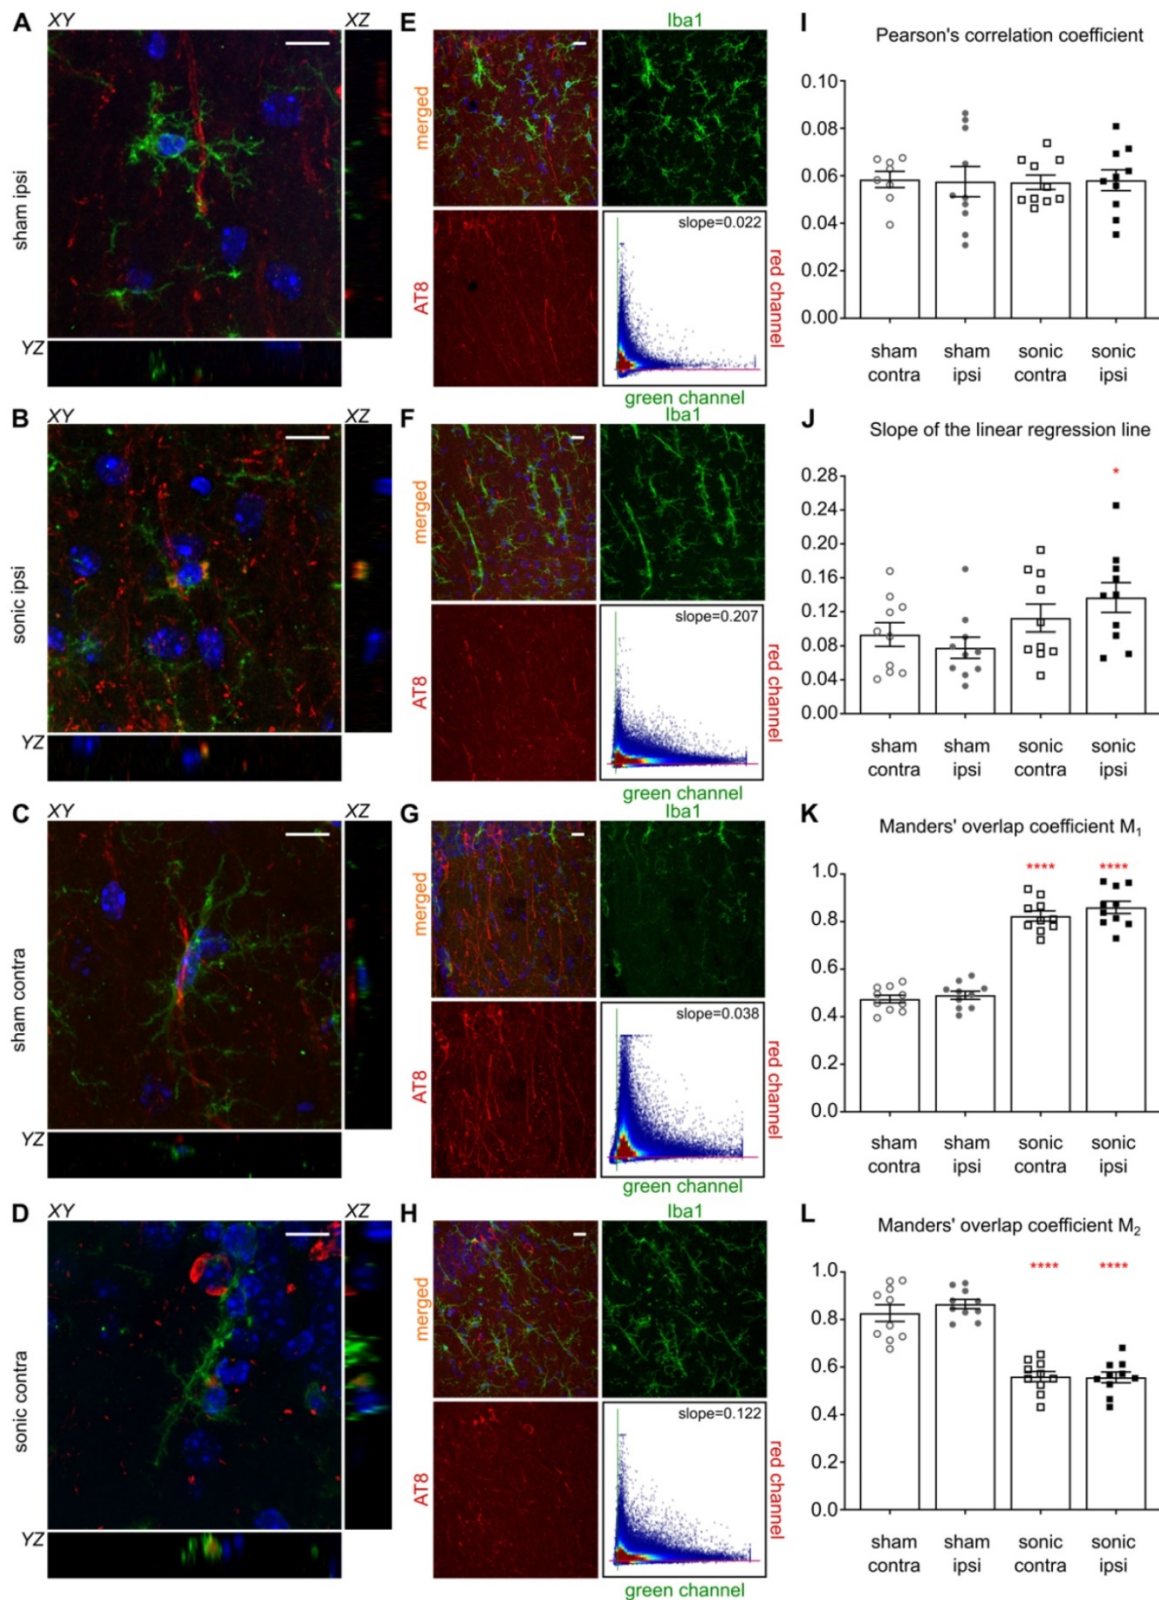 A
XY
XZ
sham ipsi
YZ
B
XY
XZ
sonic ipsi
YZ
C
XY
XZ
sham contra
YZ
D
XY
XZ
sonic contra
YZ
E
Iba1
merged
AT8
slope=0.022
red channel
green channel
F
Iba1
merged
AT8
slope=0.207
red channel
green channel
G
Iba1
merged
AT8
slope=0.038
red channel
green channel
H
Iba1
merged
AT8
slope=0.122
red channel
green channel
I
Pearson's correlation coefficient
0.10
0.08
0.06
0.04
0.02
0.00
sham sham sonic sonic
contra ipsi contra ipsi
J
Slope of the linear regression line
*
0.28
0.24
0.20
0.16
0.12
0.08
0.04
0.00
sham sham sonic sonic
contra ipsi contra ipsi
K
Manders' overlap coefficient M₁
**** ****
1.0
0.8
0.6
0.4
0.2
0.0
sham sham sonic sonic
contra ipsi contra ipsi
L
Manders' overlap coefficient M₂
**** ****
1.0
0.8
0.6
0.4
0.2
0.0
sham sham sonic sonic
contra ipsi contra ipsi